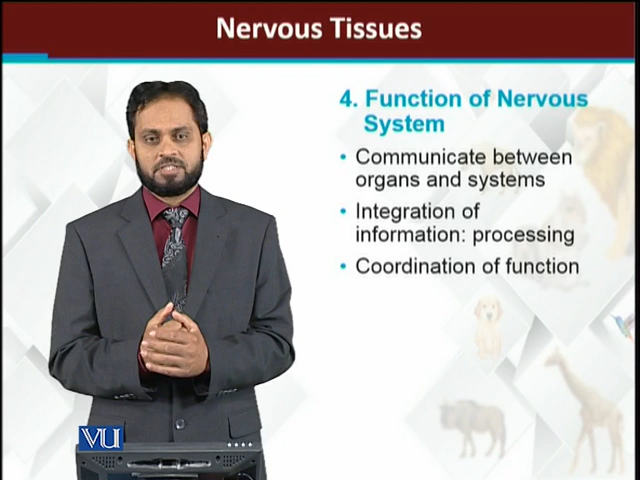 Nervous Tissues
4. Function of Nervous
System
• Communicate between
organs and systems
• Integration of
information: processing
• Coordination of function
VU